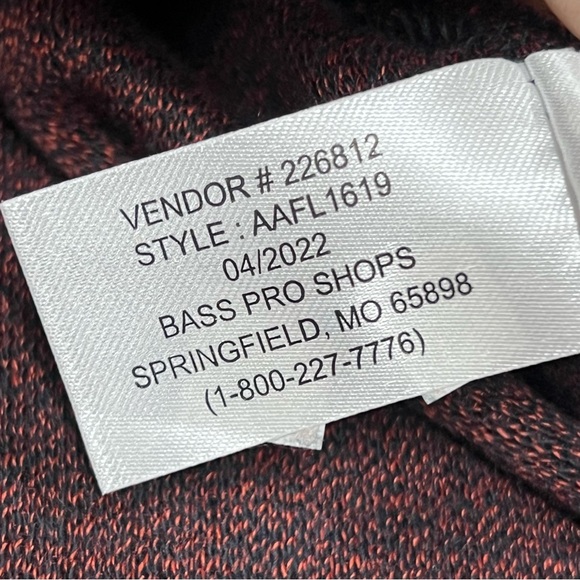 VENDOR # 226812
STYLE : AAFL1619
04/2022
BASS PRO SHOPS
SPRINGFIELD, MO 65898
(1-800-227-7776)